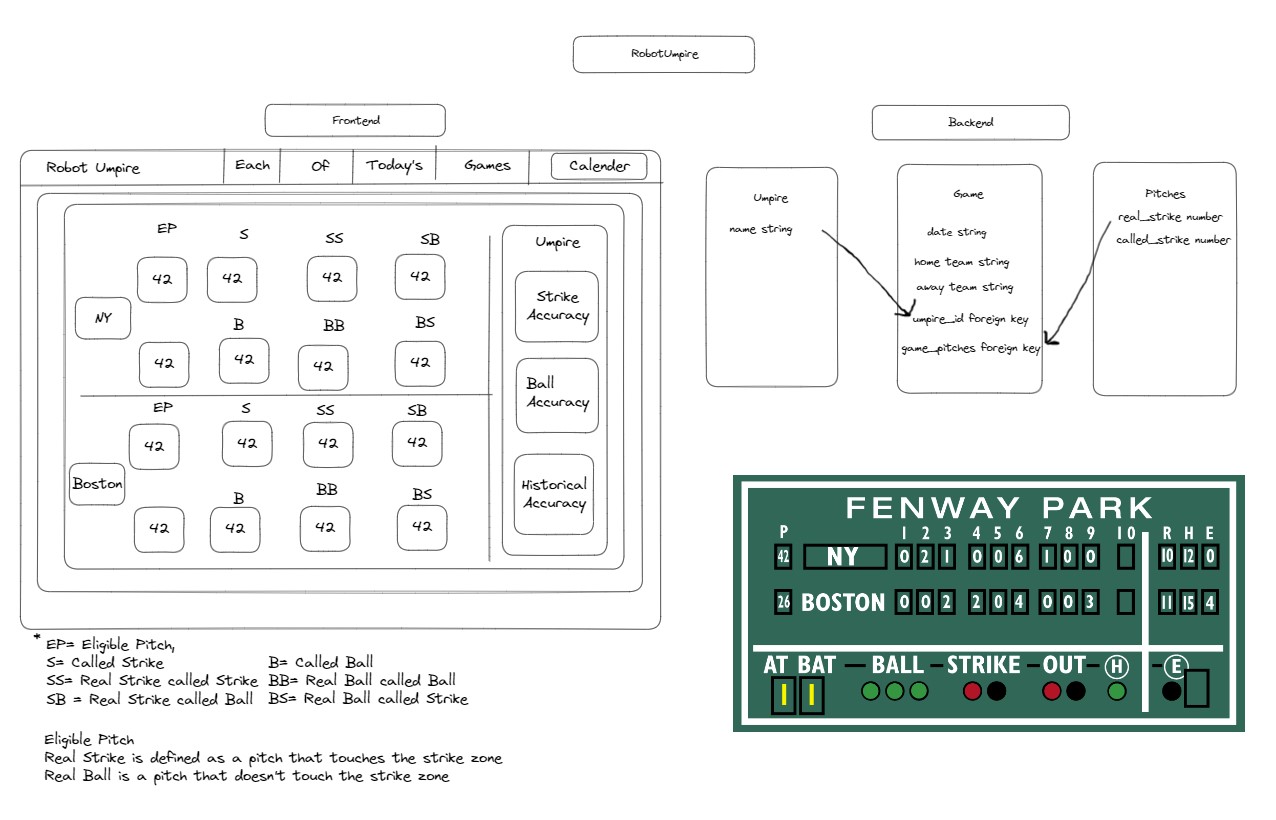 RobotUmpire
Frontend
Robot Umpire Each Of Today's Games Calender
EP S SS SB
42 42 42 42
NY
B BB BS
42 42 42 42
EP S SS SB
42 42 42 42
Boston
B BB BS
42 42 42 42
Umpire
Strike
Accuracy
Ball
Accuracy
Historical
Accuracy
* EP= Eligible Pitch,
S= Called Strike B= Called Ball
SS= Real Strike called Strike BB= Real Ball called Ball
SB = Real Strike called Ball BS= Real Ball called Strike
Eligible Pitch
Real Strike is defined as a pitch that touches the strike zone
Real Ball is a pitch that doesn't touch the strike zone
Backend
Umpire
name string
Game
date string
home team string
away team string
umpire_id foreign key
game_pitches foreign key
Pitches
real_strike number
called_strike number
FENWAY PARK
P 1 2 3 4 5 6 7 8 9 10 R H E
42 NY 0 2 1 0 0 6 1 0 0 10 12 0
26 BOSTON 0 0 2 2 0 4 0 0 3 11 15 4
AT BAT – BALL – STRIKE – OUT – H – E